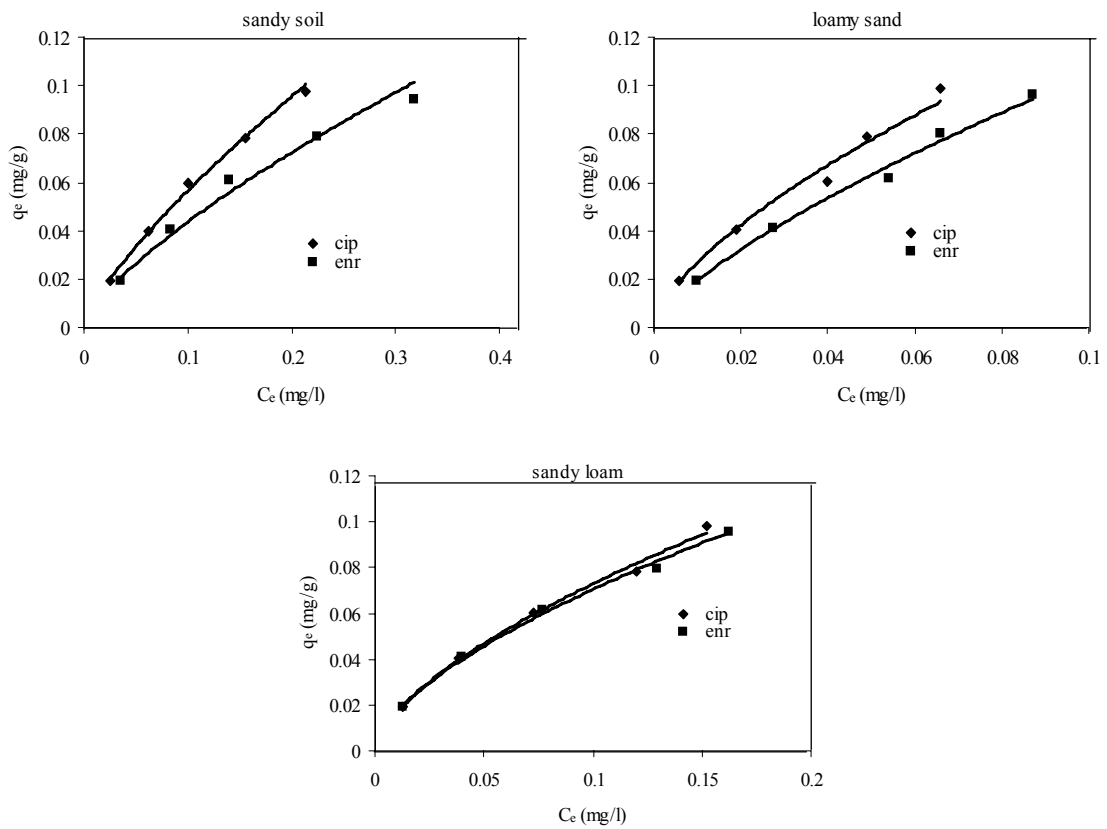 sandy soil
0.12
0.1
0.08
0.06
0.04
0.02
0
qe (mg/g)
cip
enr
0 0.1 0.2 0.3 0.4
Ce (mg/l)
loamy sand
0.12
0.1
0.08
0.06
0.04
0.02
0
qe (mg/g)
cip
enr
0 0.02 0.04 0.06 0.08 0.1
Ce (mg/l)
sandy loam
0.12
0.1
0.08
0.06
0.04
0.02
0
qe (mg/g)
cip
enr
0 0.05 0.1 0.15 0.2
Ce (mg/l)